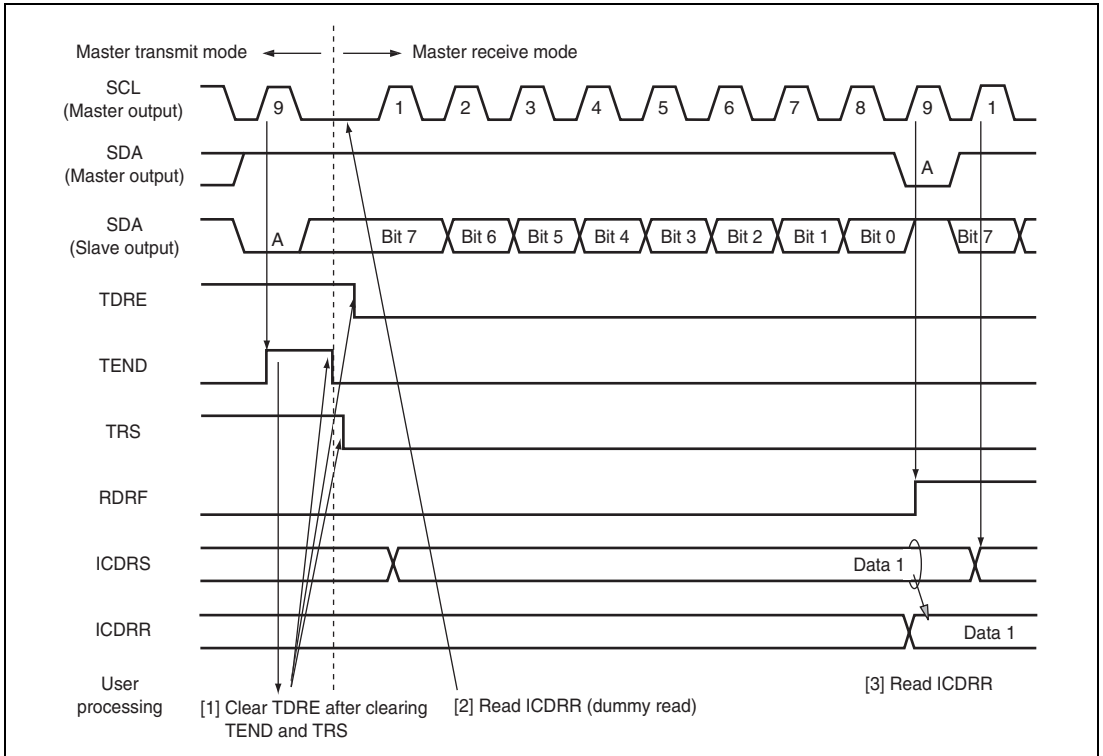 Master transmit mode Master receive mode
SCL
(Master output)
9 1 2 3 4 5 6 7 8 9 1
SDA
(Master output)
A
SDA
(Slave output)
A Bit 7 Bit 6 Bit 5 Bit 4 Bit 3 Bit 2 Bit 1 Bit 0 Bit 7
TDRE
TEND
TRS
RDRF
ICDRS
Data 1
ICDRR
Data 1
User
processing
[1] Clear TDRE after clearing
TEND and TRS
[2] Read ICDRR (dummy read)
[3] Read ICDRR